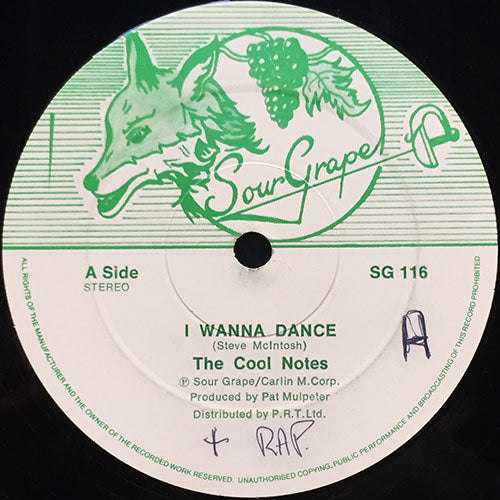 Sour Grape
A Side
STEREO
SG 116
I WANNA DANCE
(Steve McIntosh)
The Cool Notes
℗ Sour Grape/Carlin M.Corp.
Produced by Pat Mulpeter
Distributed by P.R.T.Ltd.
A
+ RAP.
ALL RIGHTS OF THE MANUFACTURER AND THE OWNER OF THE RECORDED WORK RESERVED. UNAUTHORISED COPYING, PUBLIC PERFORMANCE AND BROADCASTING OF THIS RECORD PROHIBITED